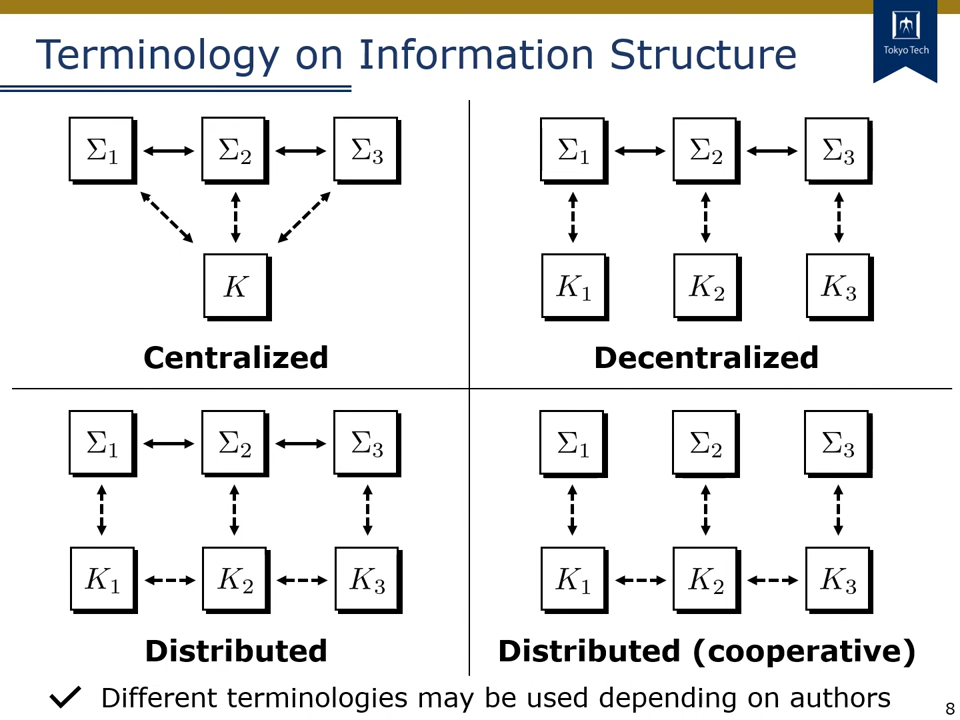 Terminology on Information Structure
Tokyo Tech
Σ1 Σ2 Σ3
K
Centralized
Σ1 Σ2 Σ3
K1 K2 K3
Decentralized
Σ1 Σ2 Σ3
K1 K2 K3
Distributed
Σ1 Σ2 Σ3
K1 K2 K3
Distributed (cooperative)
✓ Different terminologies may be used depending on authors
8